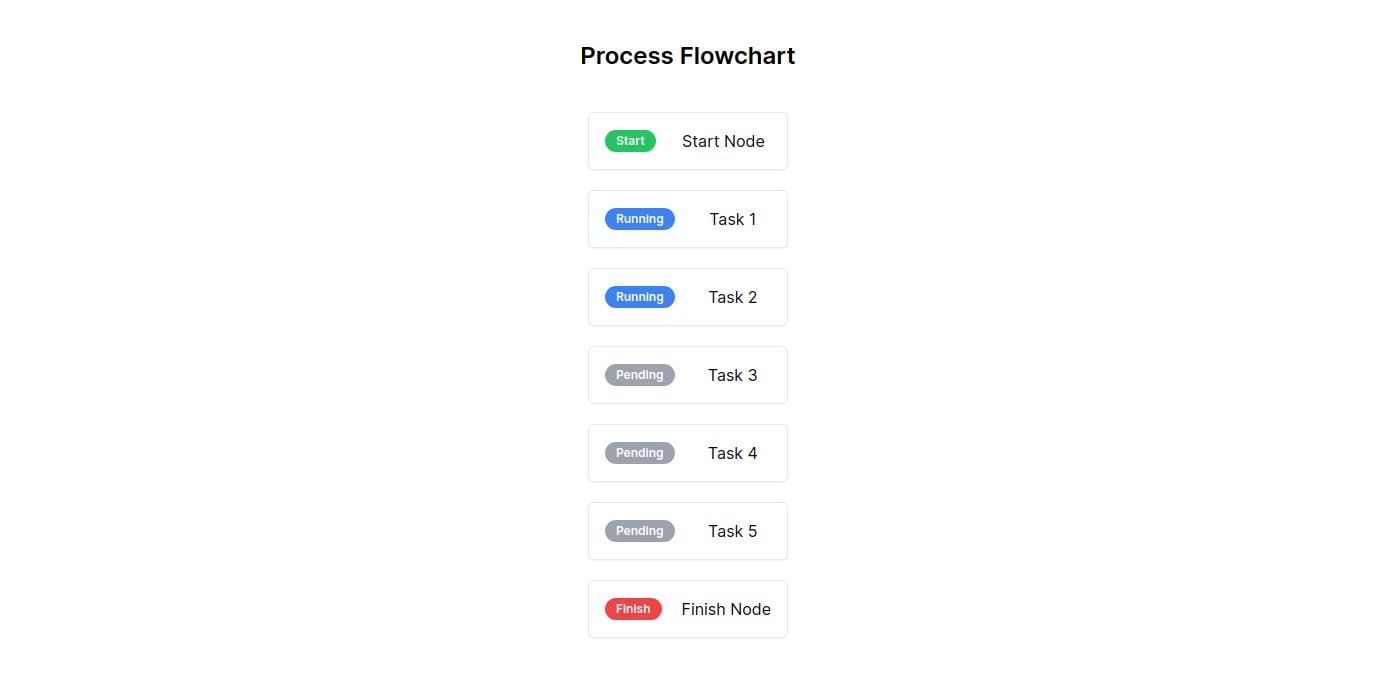 Process Flowchart
Start Start Node
Running Task 1
Running Task 2
Pending Task 3
Pending Task 4
Pending Task 5
Finish Finish Node